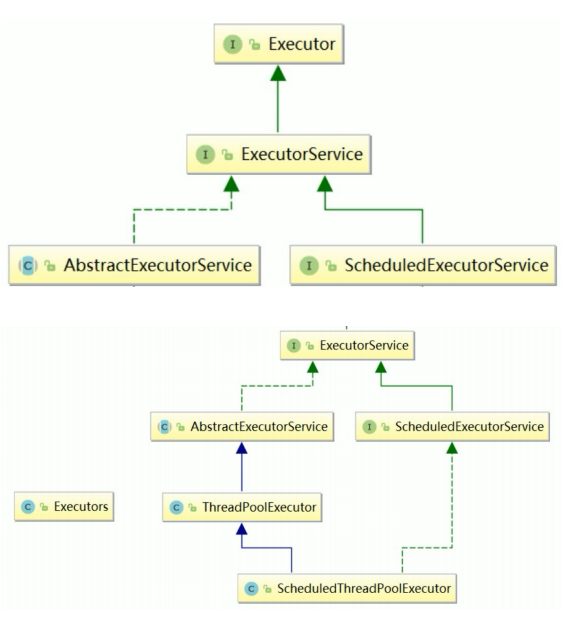 I Executor
I ExecutorService
C AbstractExecutorService
I ScheduledExecutorService
I ExecutorService
C AbstractExecutorService
I ScheduledExecutorService
C Executors
C ThreadPoolExecutor
C ScheduledThreadPoolExecutor